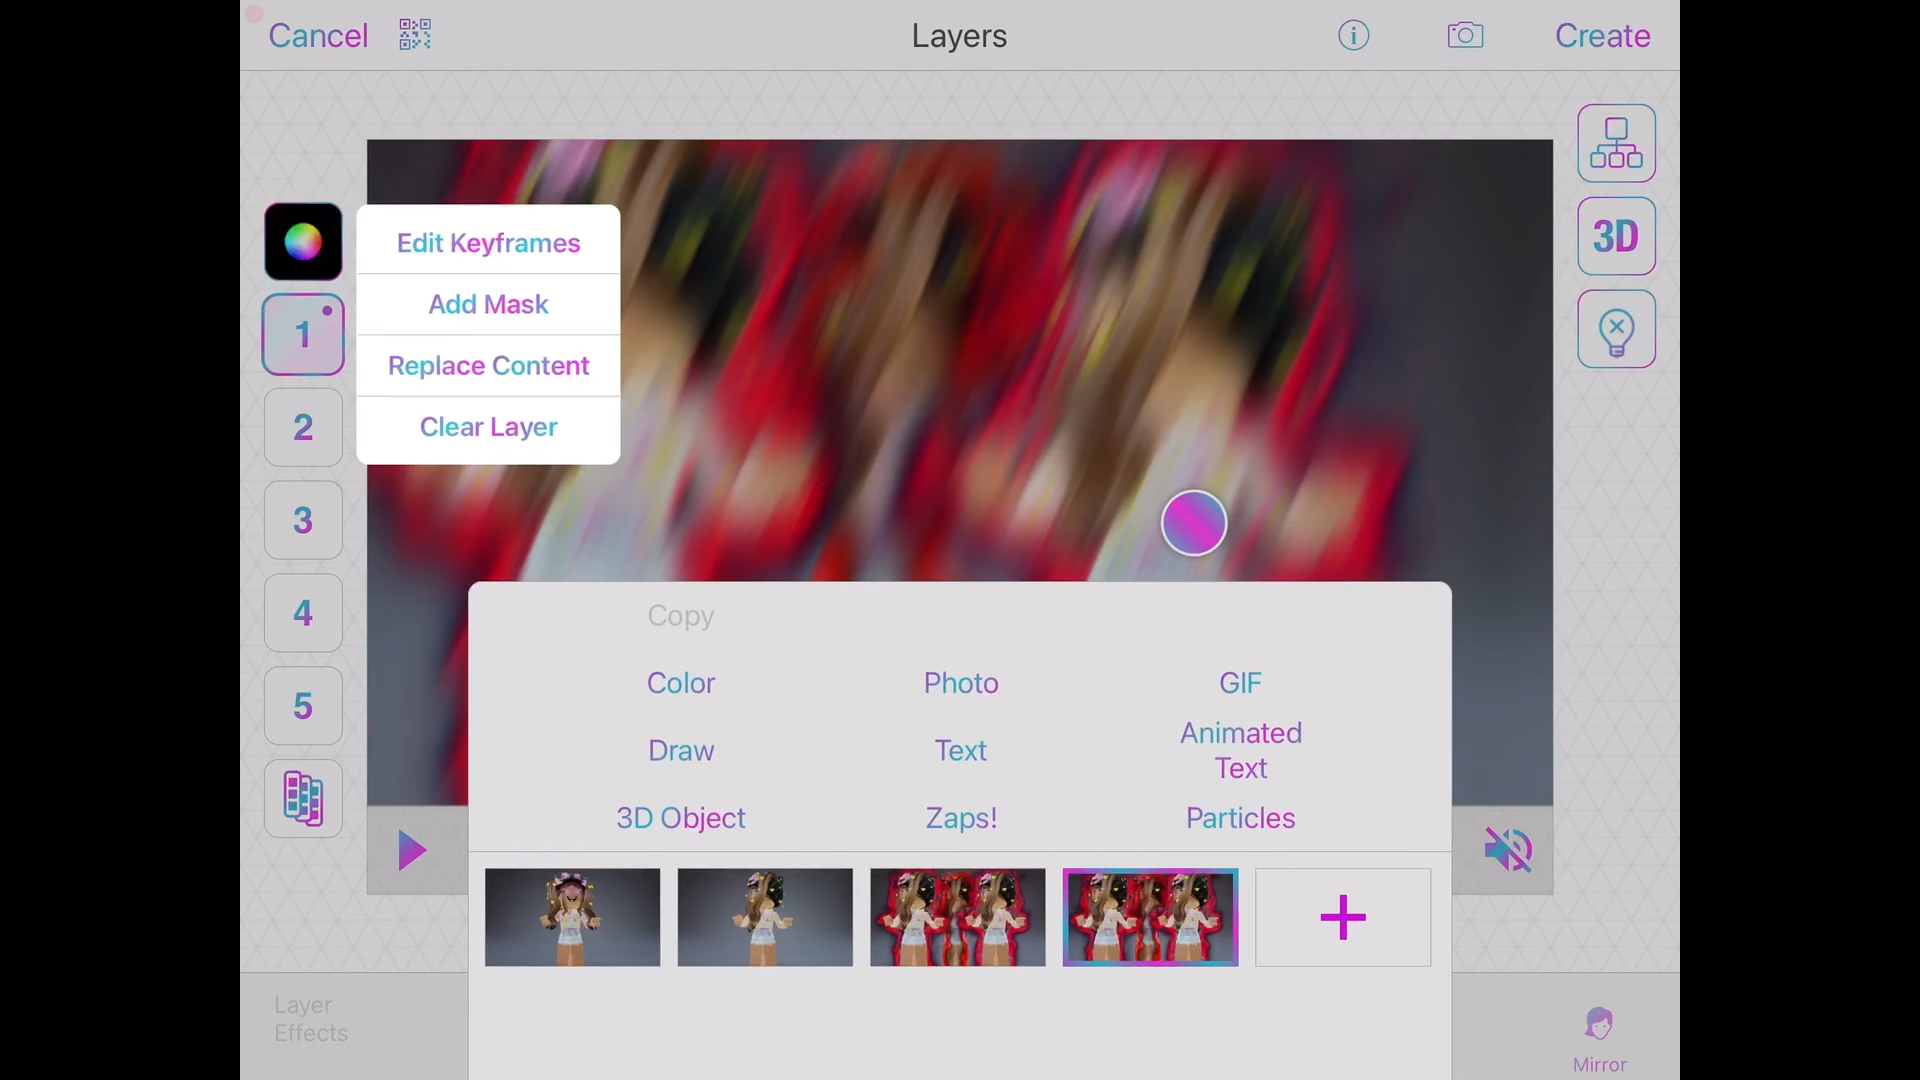 Cancel
Layers
Create
Edit Keyframes
Add Mask
Replace Content
Clear Layer
1
2
3
4
5
3D
Copy
Color
Photo
GIF
Draw
Text
Animated
Text
3D Object
Zaps!
Particles
Layer
Effects
Mirror